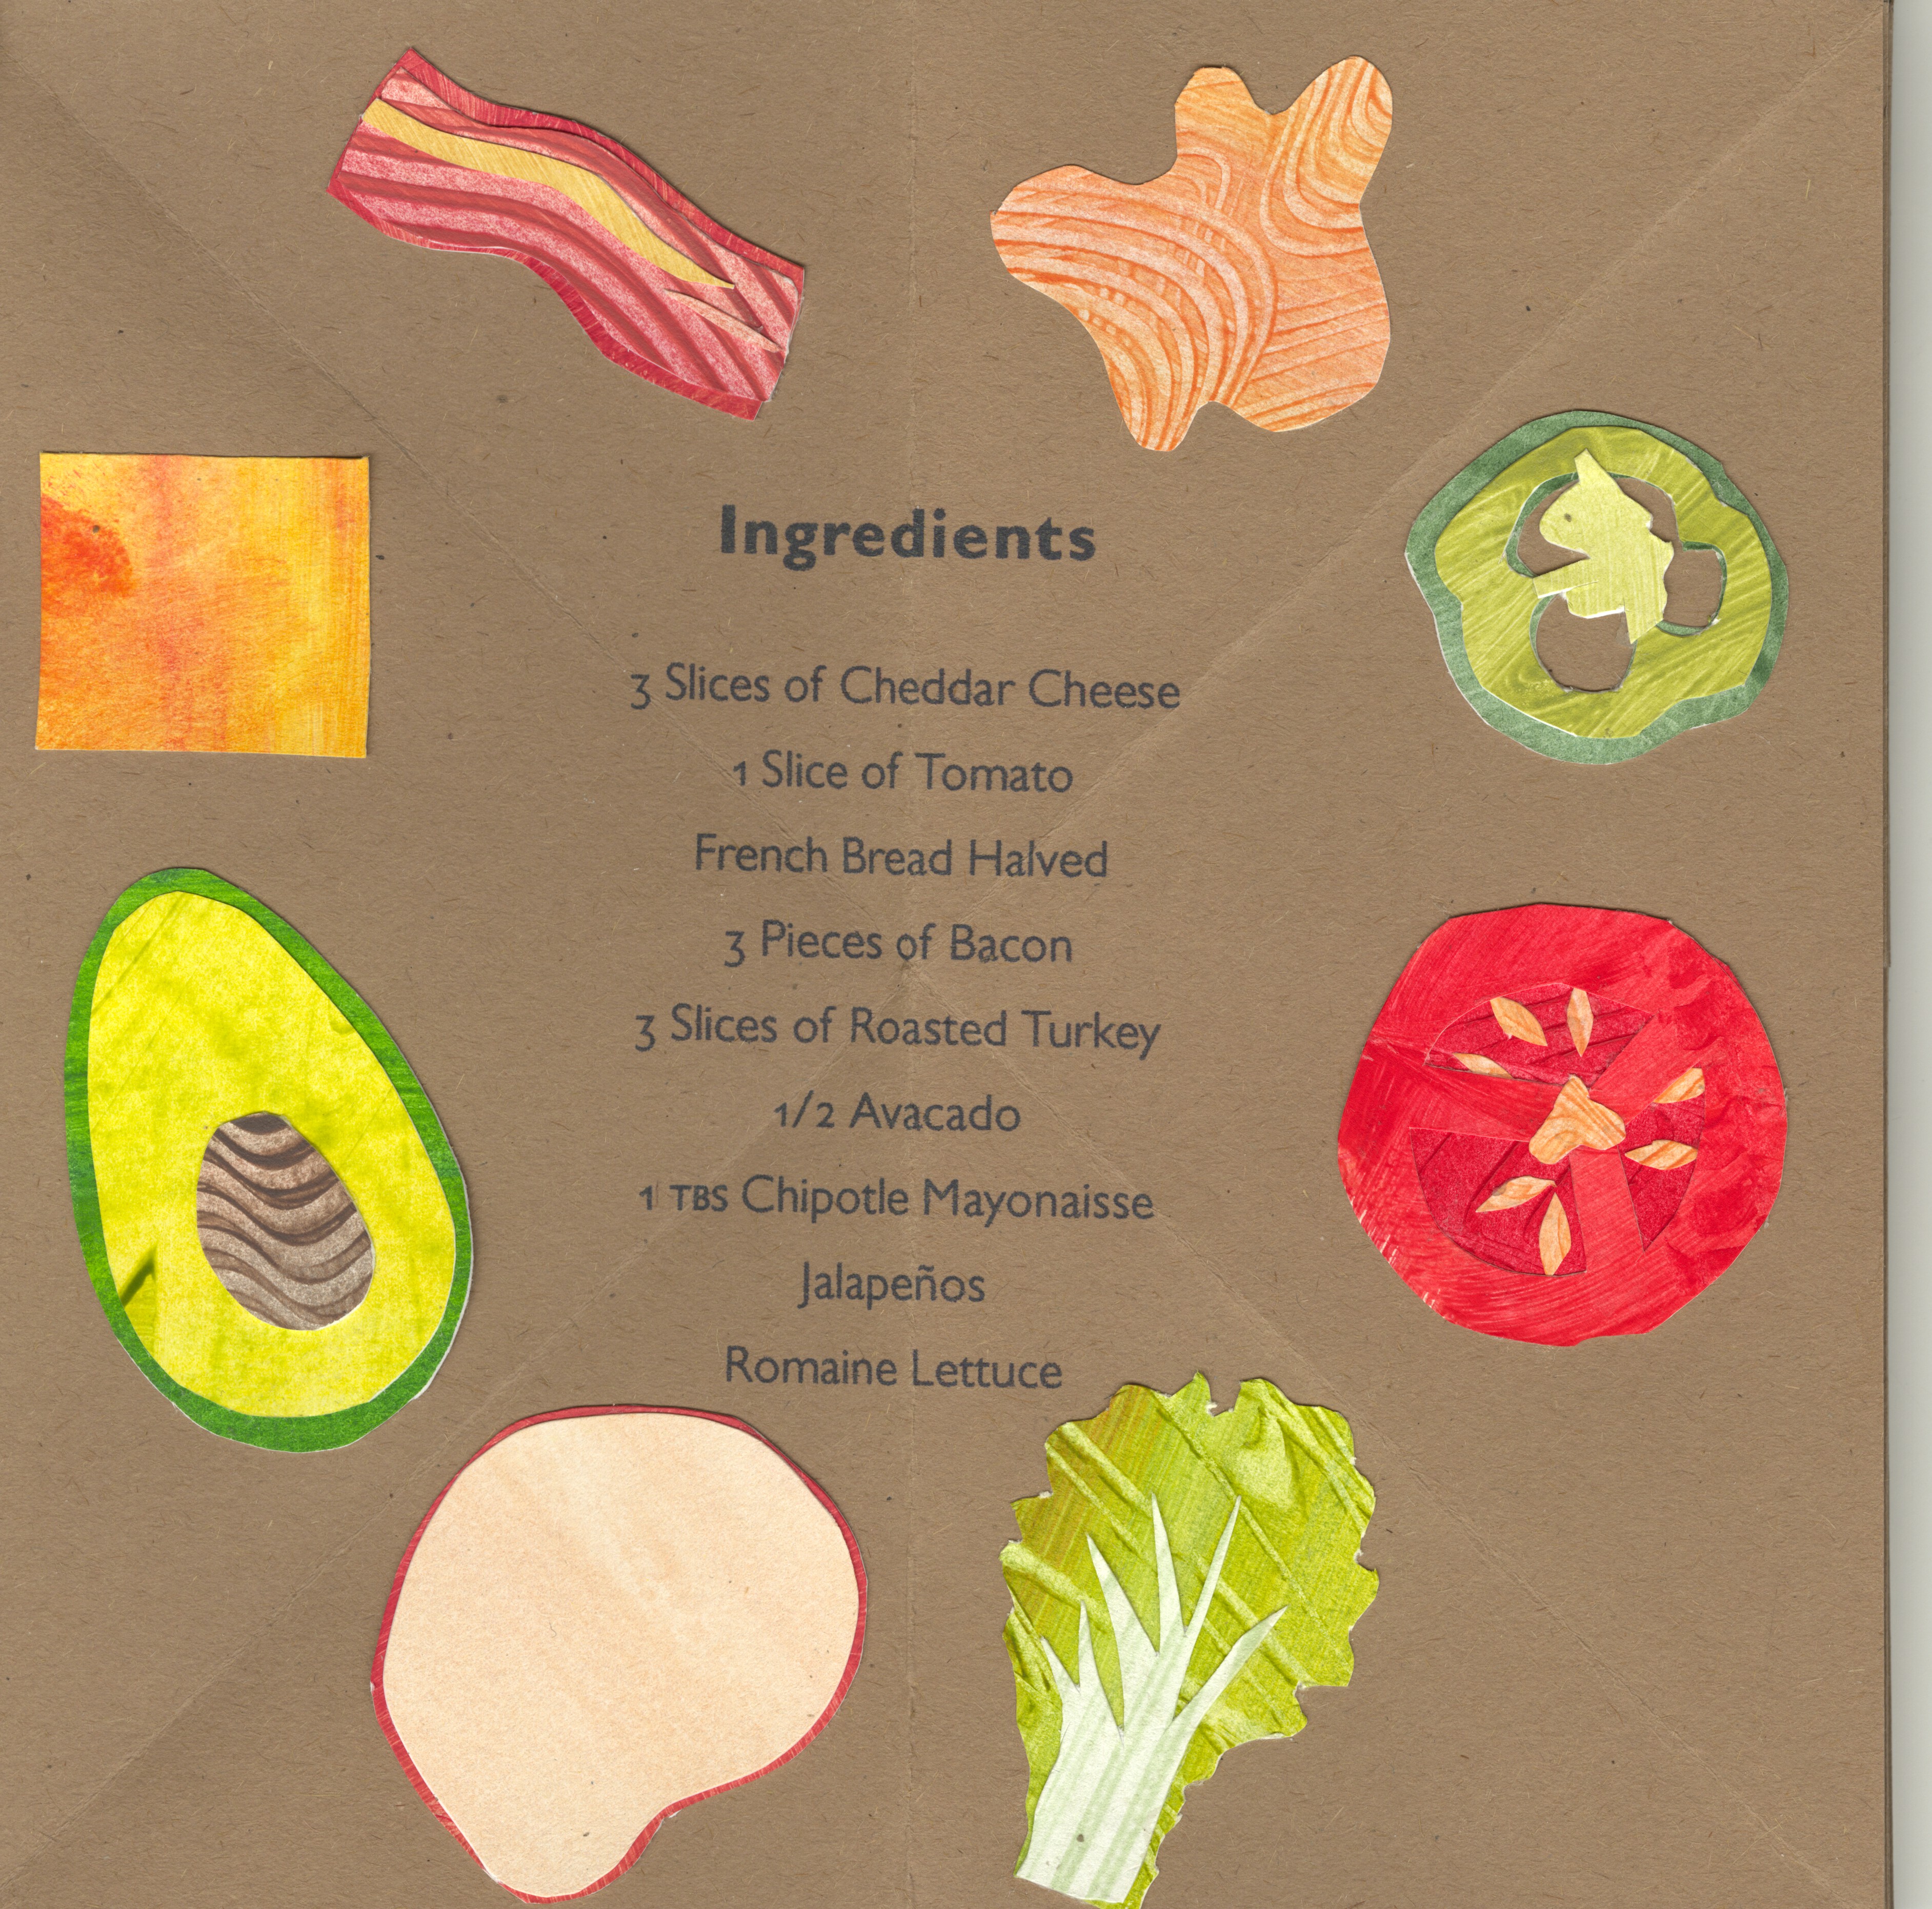 Ingredients
3 Slices of Cheddar Cheese
1 Slice of Tomato
French Bread Halved
3 Pieces of Bacon
3 Slices of Roasted Turkey
1/2 Avacado
1 TBS Chipotle Mayonaisse
Jalapeños
Romaine Lettuce